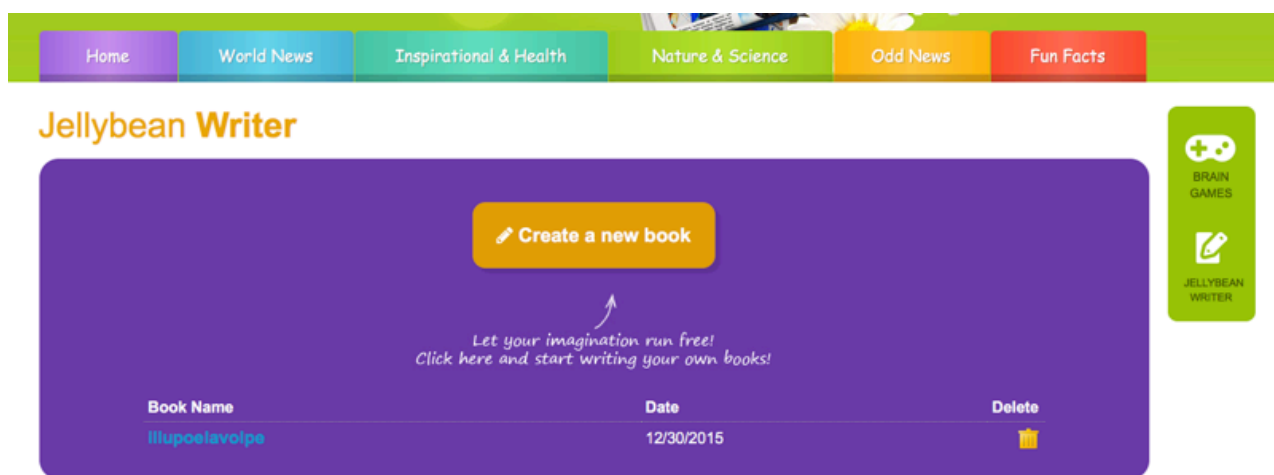 Home World News Inspirational & Health Nature & Science Odd News Fun Facts
Jellybean Writer
BRAIN
GAMES
JELLYBEAN
WRITER
Create a new book
Let your imagination run free!
Click here and start writing your own books!
Book Name Date Delete
Illupoelavolpe 12/30/2015